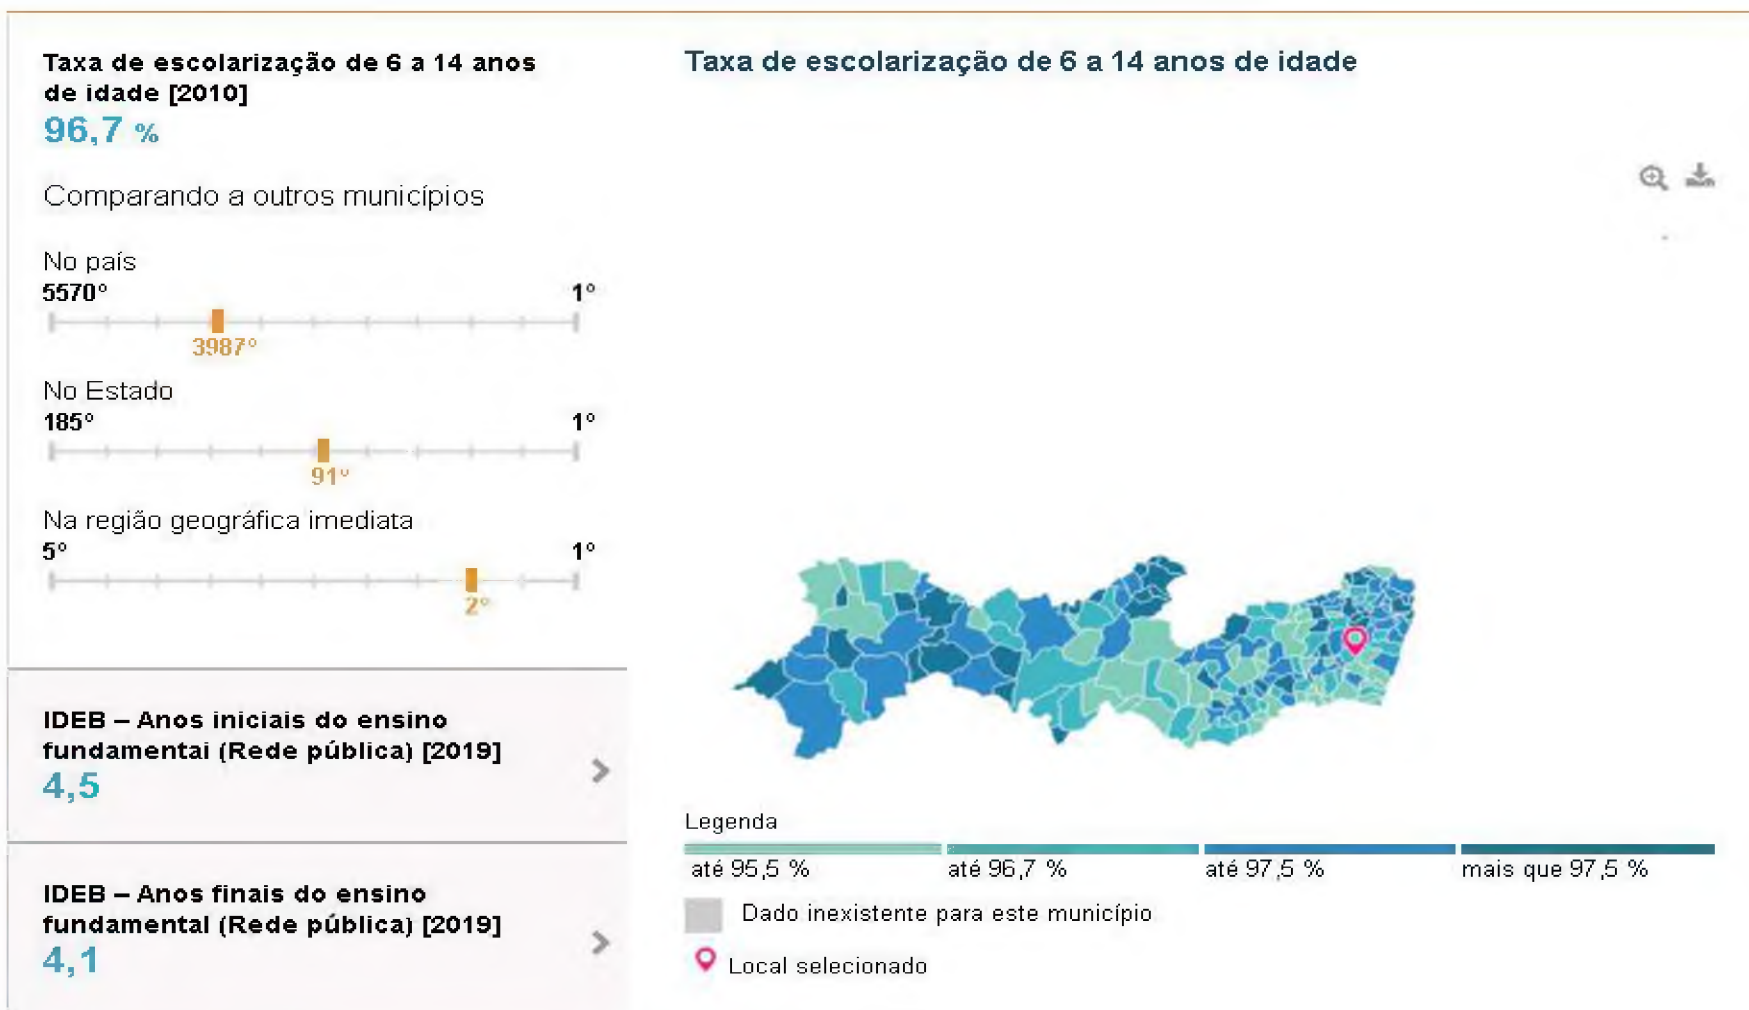 Taxa de escolarização de 6 a 14 anos
de idade [2010]
96,7 %
Comparando a outros municípios
No país
5570° 1°
3987°
No Estado
185° 1°
91°
Na região geográfica imediata
5° 1°
2°
IDEB – Anos iniciais do ensino
fundamentai (Rede pública) [2019]
4,5
IDEB – Anos finais do ensino
fundamental (Rede pública) [2019]
4,1
Taxa de escolarização de 6 a 14 anos de idade
Legenda
até 95,5 % até 96,7 % até 97,5 % mais que 97,5 %
Dado inexistente para este município
Local selecionado